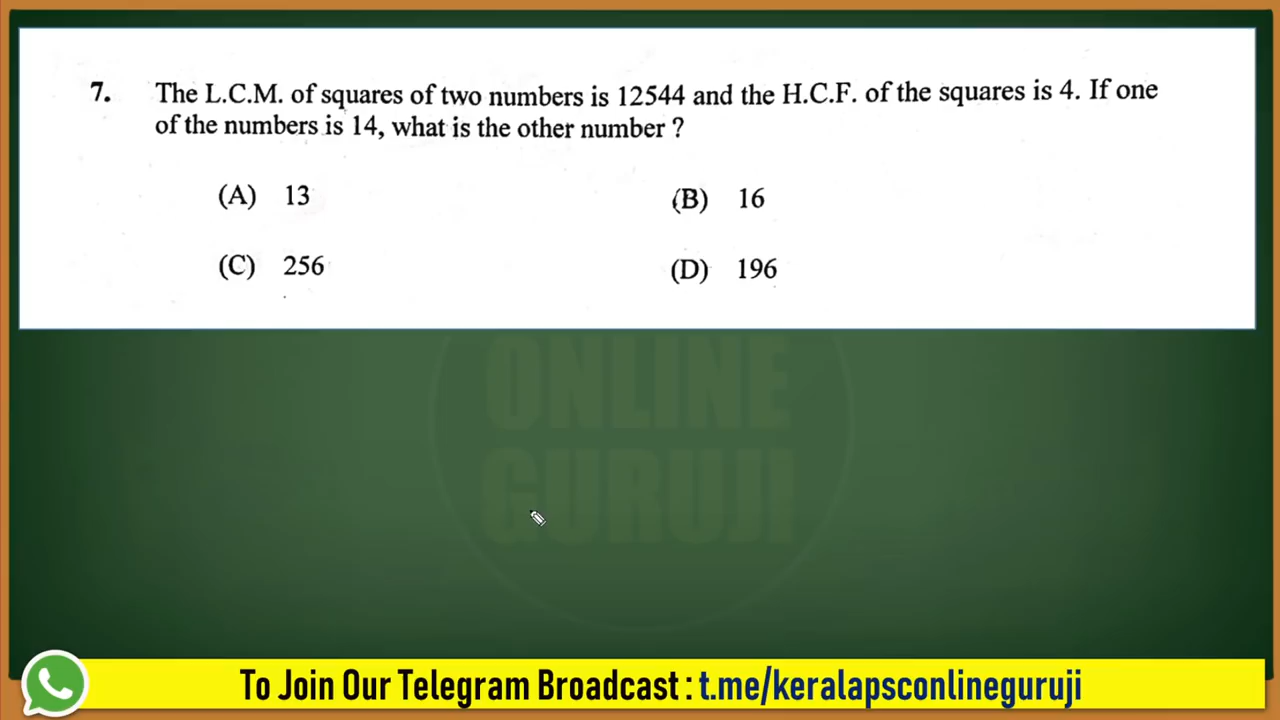 7. The L.C.M. of squares of two numbers is 12544 and the H.C.F. of the squares is 4. If one
of the numbers is 14, what is the other number ?
(A) 13 (B) 16
(C) 256 (D) 196
ONLINE
GURUJI
To Join Our Telegram Broadcast : t.me/keralapsconlineguruji